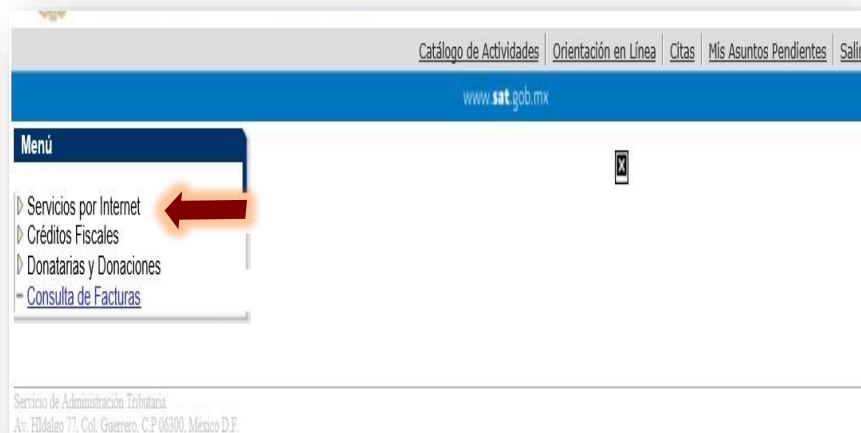 Catálogo de Actividades Orientación en Línea Citas Mis Asuntos Pendientes Salir
www.sat.gob.mx
Menú
Servicios por Internet
Créditos Fiscales
Donatarias y Donaciones
Consulta de Facturas
Servicio de Administración Tributaria
Av. HIdalgo 77, Col. Guerrero, C.P 06300, México D.F.